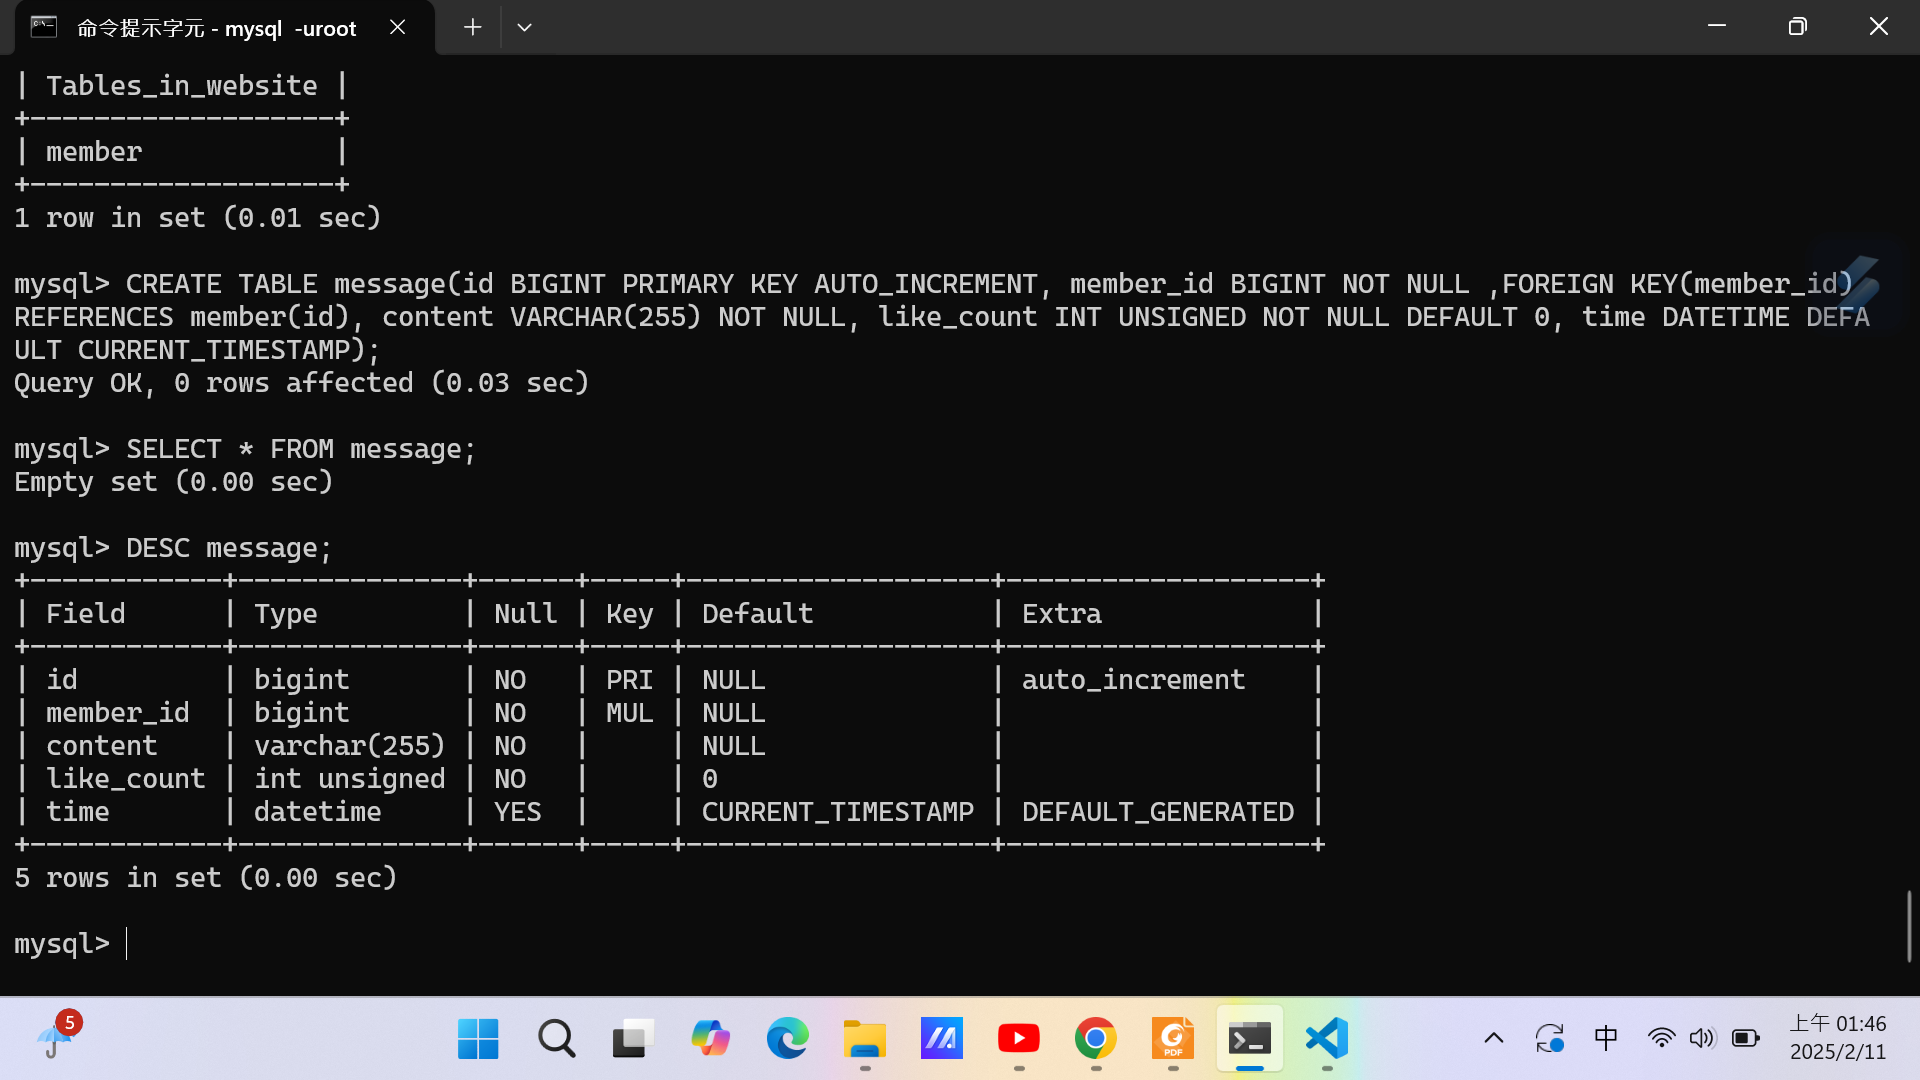 命令提示字元 - mysql  -uroot
| Tables_in_website |
+-------------------+
| member            |
+-------------------+
1 row in set (0.01 sec)
mysql> CREATE TABLE message(id BIGINT PRIMARY KEY AUTO_INCREMENT, member_id BIGINT NOT NULL ,FOREIGN KEY(member_id)
REFERENCES member(id), content VARCHAR(255) NOT NULL, like_count INT UNSIGNED NOT NULL DEFAULT 0, time DATETIME DEFA
ULT CURRENT_TIMESTAMP);
Query OK, 0 rows affected (0.03 sec)
mysql> SELECT * FROM message;
Empty set (0.00 sec)
mysql> DESC message;
+------------+--------------+------+-----+-------------------+-------------------+
| Field      | Type         | Null | Key | Default           | Extra             |
+------------+--------------+------+-----+-------------------+-------------------+
| id         | bigint       | NO   | PRI | NULL              | auto_increment    |
| member_id  | bigint       | NO   | MUL | NULL              |                   |
| content    | varchar(255) | NO   |     | NULL              |                   |
| like_count | int unsigned | NO   |     | 0                 |                   |
| time       | datetime     | YES  |     | CURRENT_TIMESTAMP | DEFAULT_GENERATED |
+------------+--------------+------+-----+-------------------+-------------------+
5 rows in set (0.00 sec)
mysql>
5
PDF
中
上午 01:46
2025/2/11